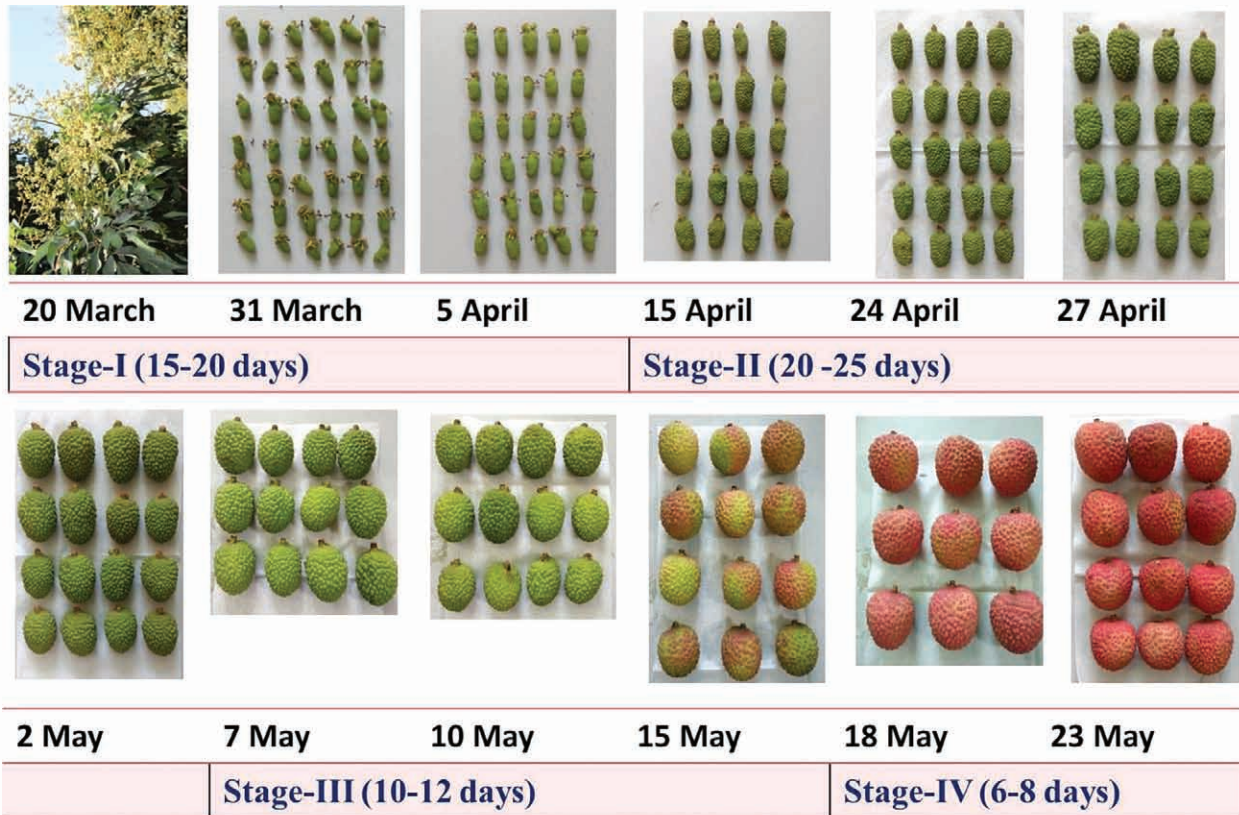 20 March 31 March 5 April 15 April 24 April 27 April
Stage-I (15-20 days) Stage-II (20 -25 days)
2 May 7 May 10 May 15 May 18 May 23 May
Stage-III (10-12 days) Stage-IV (6-8 days)